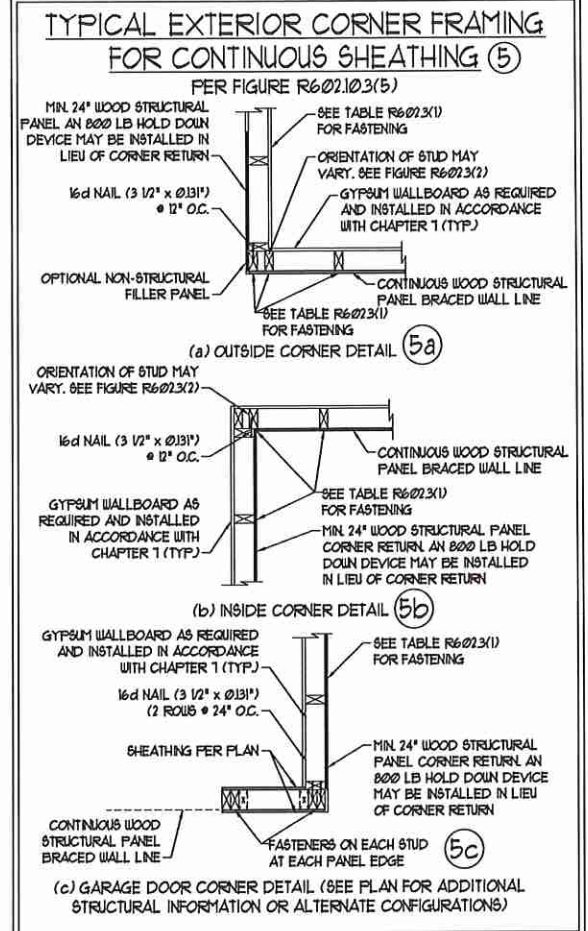 TYPICAL EXTERIOR CORNER FRAMING
FOR CONTINUOUS SHEATHING 5
PER FIGURE R602.10.3(5)
MIN. 24" WOOD STRUCTURAL
PANEL AN 800 LB HOLD DOWN
DEVICE MAY BE INSTALLED IN
LIEU OF CORNER RETURN
SEE TABLE R602.3(1)
FOR FASTENING
ORIENTATION OF STUD MAY
VARY. SEE FIGURE R602.3(2)
16d NAIL (3 1/2" x Ø.131")
@ 12" O.C.
GYPSUM WALLBOARD AS REQUIRED
AND INSTALLED IN ACCORDANCE
WITH CHAPTER 7 (TYP.)
OPTIONAL NON-STRUCTURAL
FILLER PANEL
CONTINUOUS WOOD STRUCTURAL
PANEL BRACED WALL LINE
SEE TABLE R602.3(1)
FOR FASTENING
(a) OUTSIDE CORNER DETAIL 5a
ORIENTATION OF STUD MAY
VARY. SEE FIGURE R602.3(2)
16d NAIL (3 1/2" x Ø.131")
@ 12" O.C.
CONTINUOUS WOOD STRUCTURAL
PANEL BRACED WALL LINE
GYPSUM WALLBOARD AS
REQUIRED AND INSTALLED
IN ACCORDANCE WITH
CHAPTER 7 (TYP.)
SEE TABLE R602.3(1)
FOR FASTENING
MIN. 24" WOOD STRUCTURAL PANEL
CORNER RETURN. AN 800 LB HOLD
DOWN DEVICE MAY BE INSTALLED
IN LIEU OF CORNER RETURN
(b) INSIDE CORNER DETAIL 5b
GYPSUM WALLBOARD AS REQUIRED
AND INSTALLED IN ACCORDANCE
WITH CHAPTER 7 (TYP.)
SEE TABLE R602.3(1)
FOR FASTENING
16d NAIL (3 1/2" x Ø.131")
(2 ROWS @ 24" O.C.
SHEATHING PER PLAN
MIN. 24" WOOD STRUCTURAL
PANEL CORNER RETURN. AN
800 LB HOLD DOWN DEVICE
MAY BE INSTALLED IN LIEU
OF CORNER RETURN
CONTINUOUS WOOD
STRUCTURAL PANEL
BRACED WALL LINE
FASTENERS ON EACH STUD
AT EACH PANEL EDGE
5c
(c) GARAGE DOOR CORNER DETAIL (SEE PLAN FOR ADDITIONAL
STRUCTURAL INFORMATION OR ALTERNATE CONFIGURATIONS)